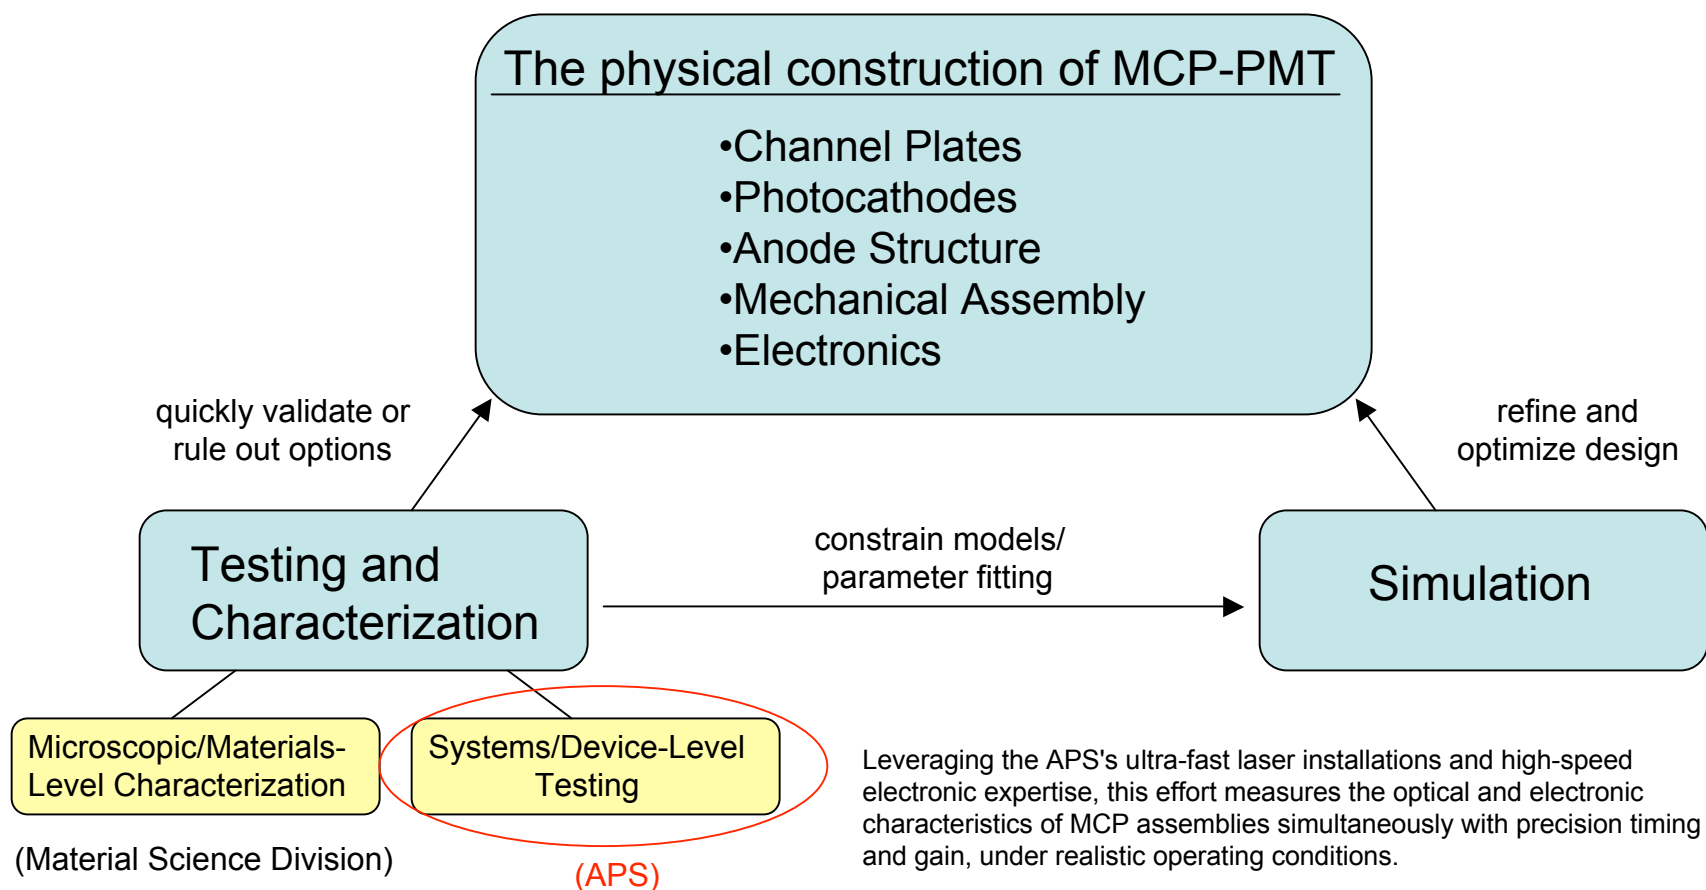 The physical construction of MCP-PMT
•Channel Plates
•Photocathodes
•Anode Structure
•Mechanical Assembly
•Electronics
quickly validate or
rule out options
refine and
optimize design
Testing and
Characterization
constrain models/
parameter fitting
Simulation
Microscopic/Materials-
Level Characterization
Systems/Device-Level
Testing
(Material Science Division)
(APS)
Leveraging the APS's ultra-fast laser installations and high-speed
electronic expertise, this effort measures the optical and electronic
characteristics of MCP assemblies simultaneously with precision timing
and gain, under realistic operating conditions.